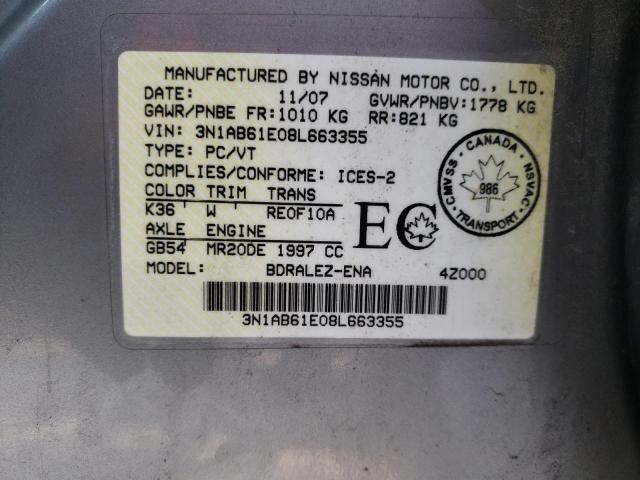 MANUFACTURED BY NISSAN MOTOR CO., LTD.
DATE: 11/07 GVWR/PNBV:1778 KG
GAWR/PNBE FR:1010 KG RR:821 KG
VIN: 3N1AB61E08L663355
TYPE: PC/VT
COMPLIES/CONFORME: ICES-2
COLOR TRIM TRANS
K36 W RE0F10A
AXLE ENGINE
GB54 MR20DE 1997 CC
MODEL: BDRALEZ-ENA 4Z000
EC
CANADA
C.M.V.S.S. • NSVAC
986
TRANSPORT
3N1AB61E08L663355